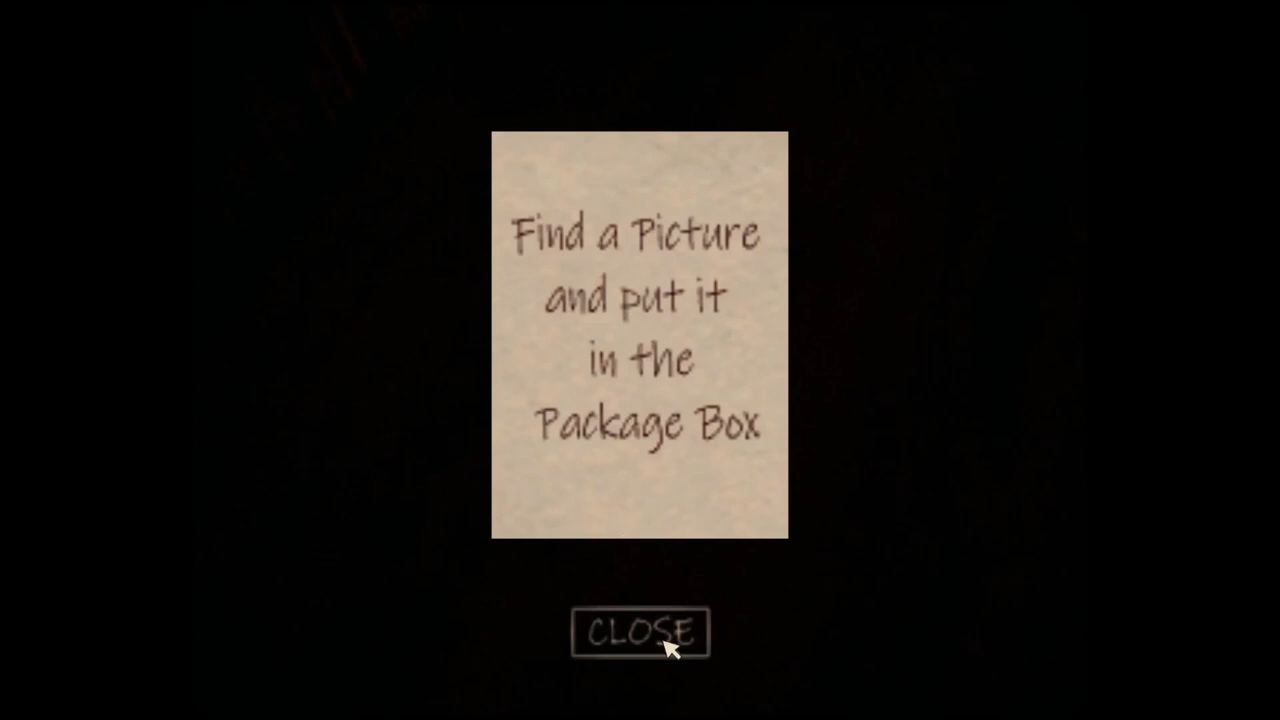 Find a Picture
and put it
in the
Package Box
CLOSE